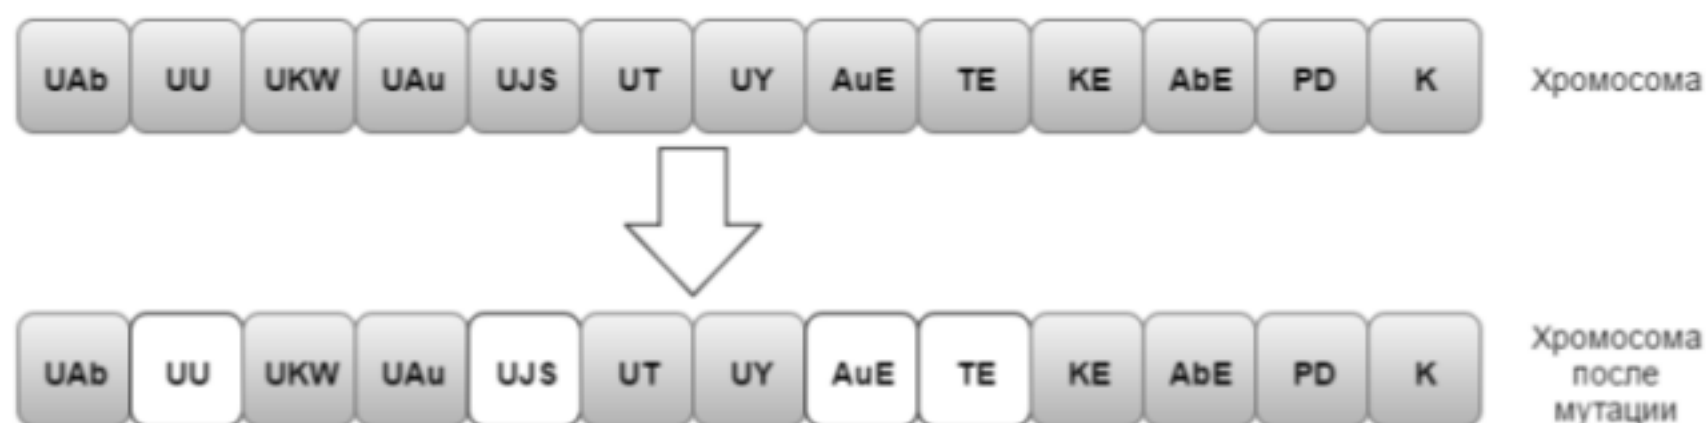 UAb UU UKW UAu UJS UT UY AuE TE KE AbE PD K Хромосома
UAb UU UKW UAu UJS UT UY AuE TE KE AbE PD K
Хромосома
после
мутации